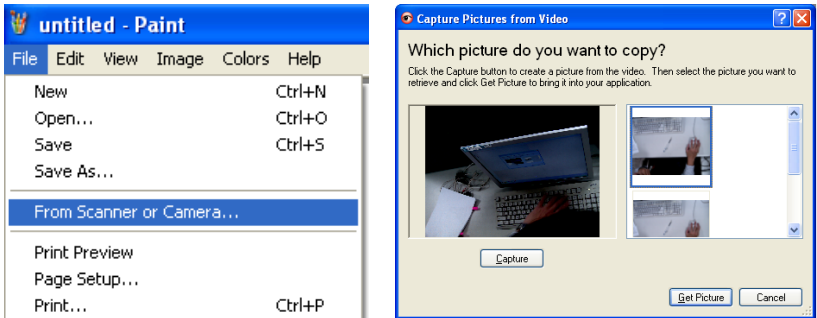 untitled - Paint
File Edit View Image Colors Help
New Ctrl+N
Open... Ctrl+O
Save Ctrl+S
Save As...
From Scanner or Camera...
Print Preview
Page Setup...
Print... Ctrl+P
Capture Pictures from Video
Which picture do you want to copy?
Click the Capture button to create a picture from the video. Then select the picture you want to
retrieve and click Get Picture to bring it into your application.
Capture
Get Picture Cancel